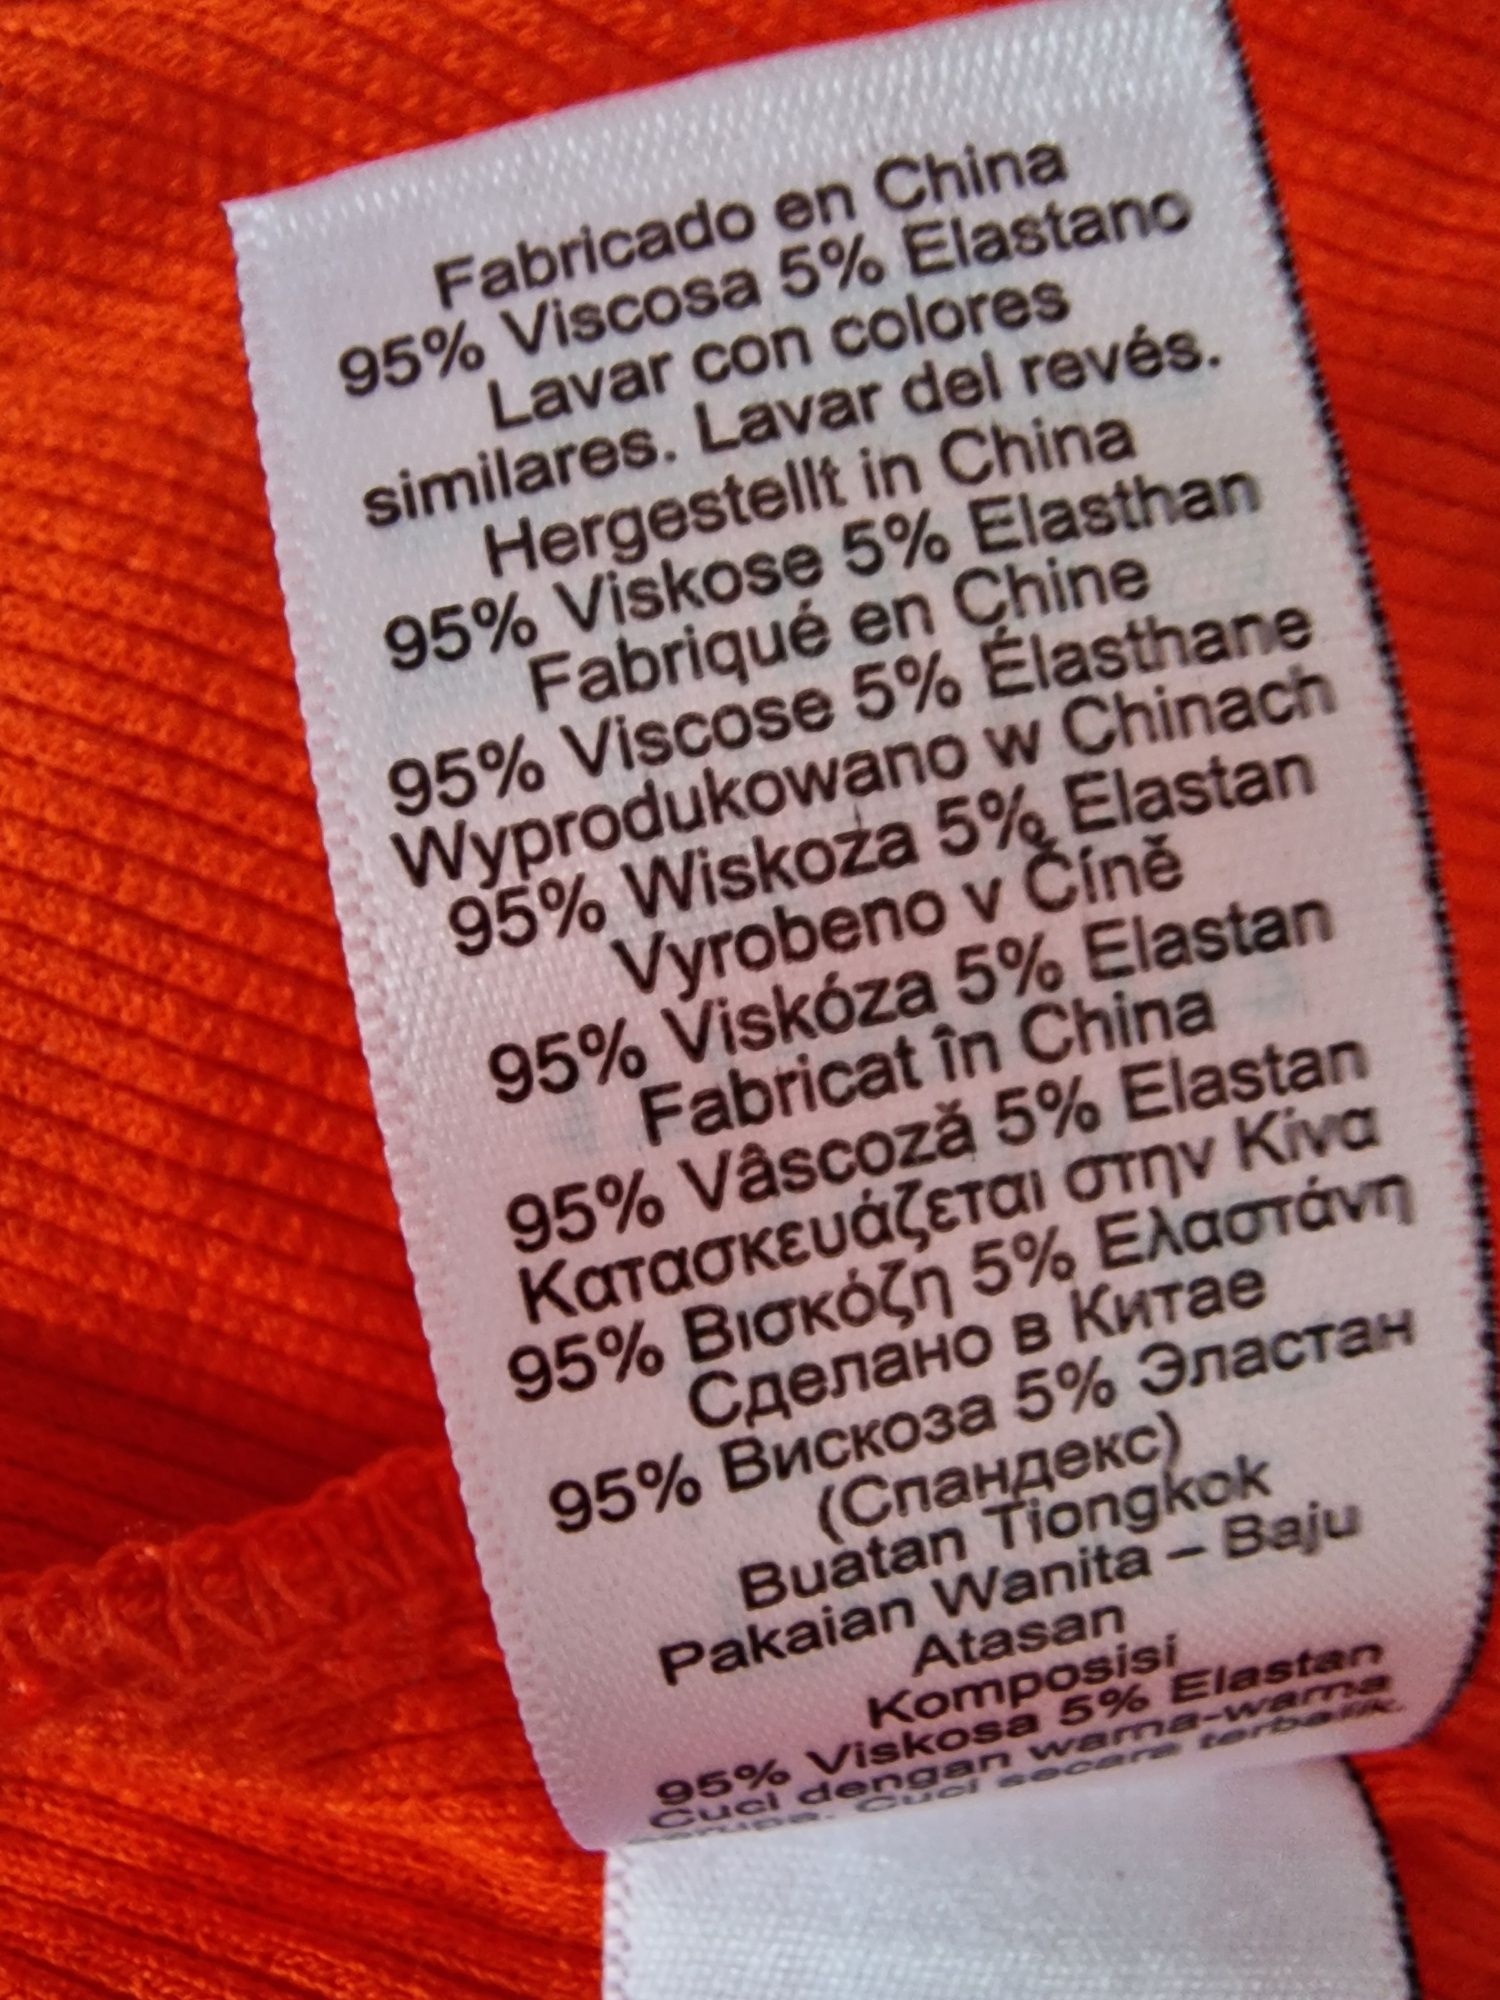 Fabricado en China
95% Viscosa 5% Elastano
Lavar con colores
similares. Lavar del revés.
Hergestellt in China
95% Viskose 5% Elasthan
Fabriqué en Chine
95% Viscose 5% Élasthane
Wyprodukowano w Chinach
95% Wiskoza 5% Elastan
Vyrobeno v Číně
95% Viskóza 5% Elastan
Fabricat în China
95% Vâscoză 5% Elastan
Κατασκευάζεται στην Κίνα
95% Βισκόζη 5% Ελαστάνη
Сделано в Китае
95% Вискоза 5% Эластан
(Спандекс)
Buatan Tiongkok
Pakaian Wanita – Baju
Atasan
Komposisi
95% Viskosa 5% Elastan
Cuci dengan warna-warna
serupa. Cuci secara terbalik.